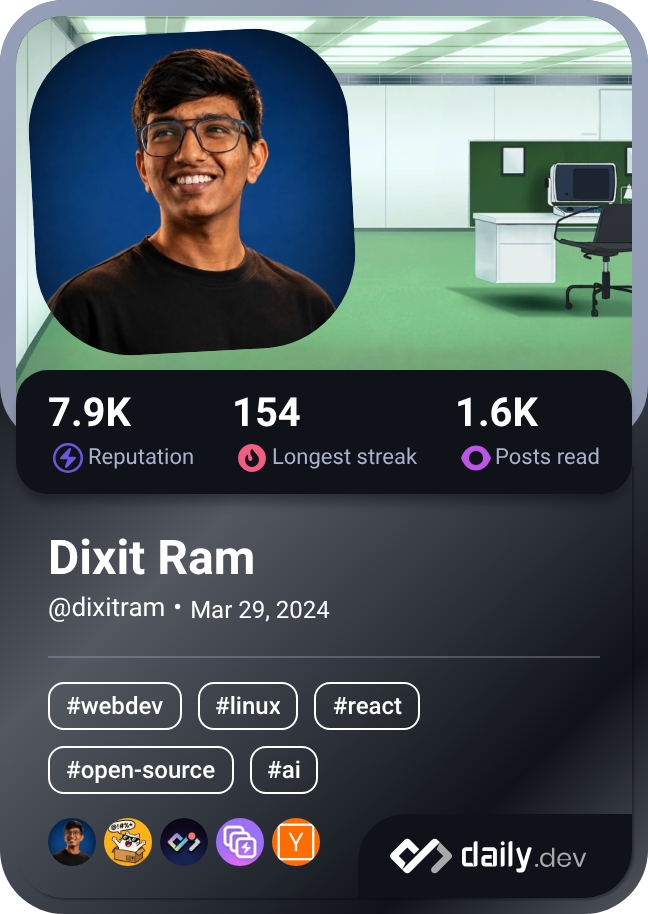 7.9K 154 1.6K
Reputation Longest streak Posts read
Dixit Ram
@dixitram • Mar 29, 2024
#webdev #linux #react
#open-source #ai
@!#%*
Y
daily.dev